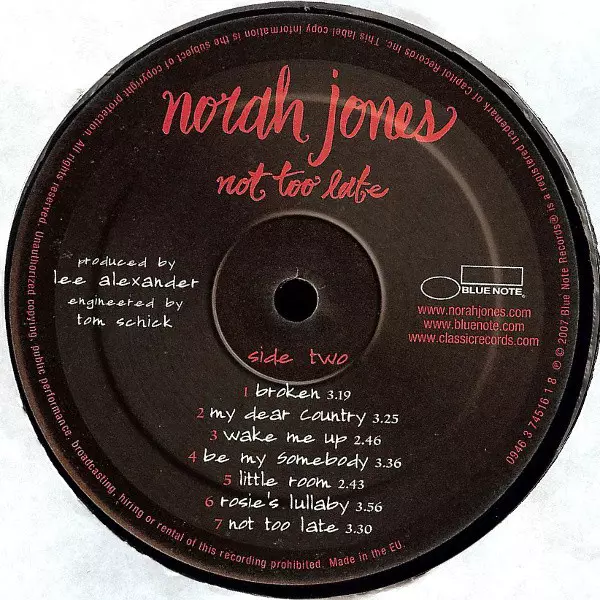 norah jones
not too late
produced by
lee alexander
engineered by
tom schick
BLUE NOTE®
www.norahjones.com
www.bluenote.com
www.classicrecords.com
side two
1 broken 3.19
2 my dear country 3.25
3 wake me up 2.46
4 be my somebody 3.36
5 little room 2.43
6 rosie's lullaby 3.56
7 not too late 3.30
0946 3 74516 1 8 ℗ © 2007 Blue Note Records® is a registered trademark of Capitol Records Inc. This label copy information is the subject of copyright protection. All rights reserved. Unauthorized copying, public performance, broadcasting, hiring or rental of this recording prohibited. Made in the EU.